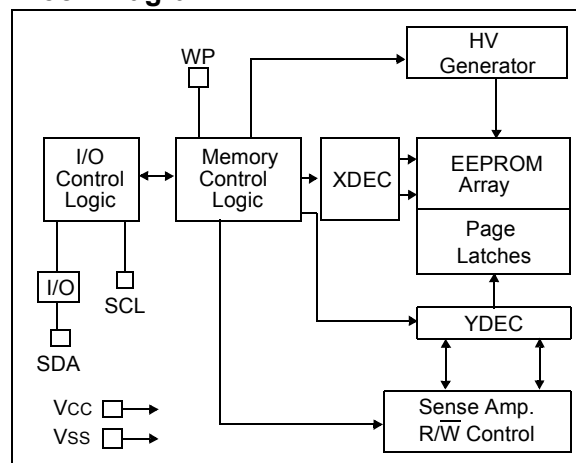 WP
HV
Generator
I/O
Control
Logic
Memory
Control
Logic
XDEC
EEPROM
Array
Page
Latches
I/O
SCL
SDA
YDEC
VCC
VSS
Sense Amp.
R/W̅ Control